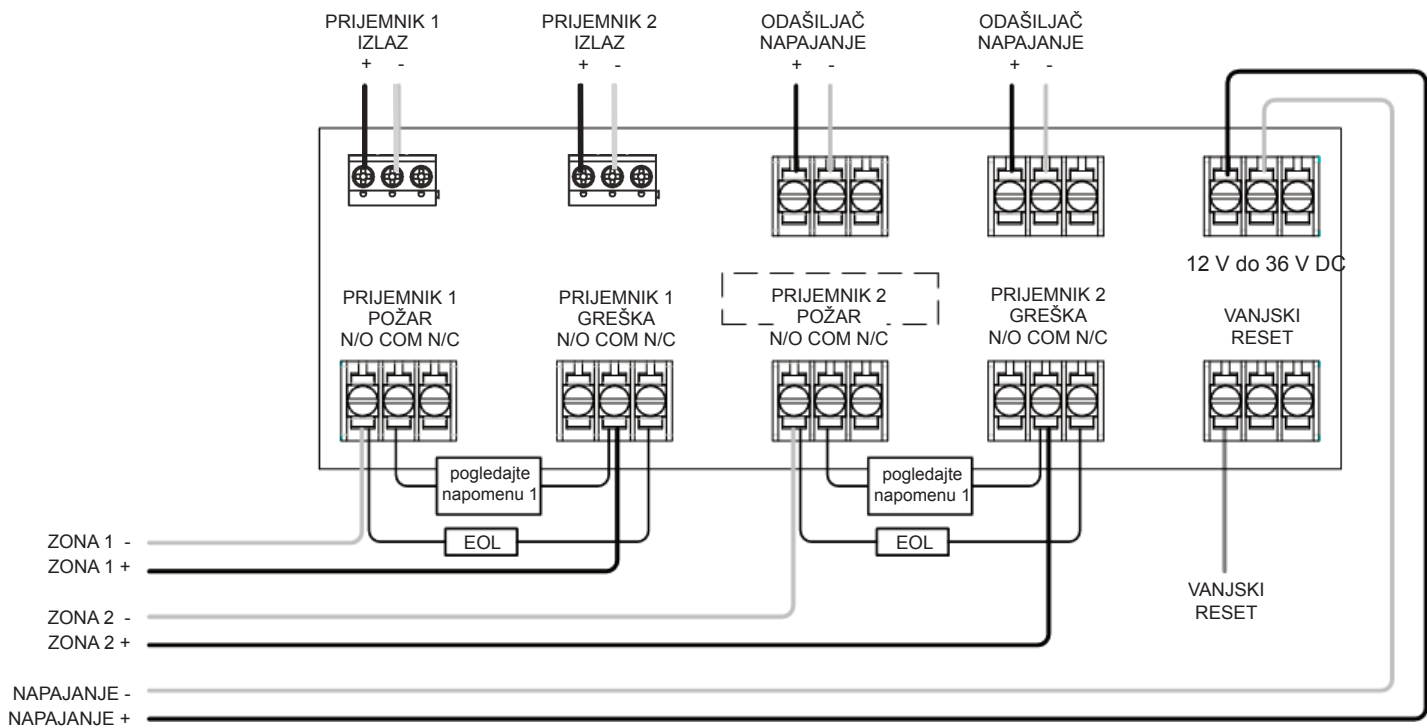 PRIJEMNIK 1
IZLAZ
+ -
PRIJEMNIK 2
IZLAZ
+ -
ODAŠILJAČ
NAPAJANJE
+ -
ODAŠILJAČ
NAPAJANJE
+ -
12 V do 36 V DC
PRIJEMNIK 1
POŽAR
N/O COM N/C
PRIJEMNIK 1
GREŠKA
N/O COM N/C
PRIJEMNIK 2
POŽAR
N/O COM N/C
PRIJEMNIK 2
GREŠKA
N/O COM N/C
VANJSKI
RESET
pogledajte
napomenu 1
pogledajte
napomenu 1
EOL
EOL
ZONA 1 -
ZONA 1 +
ZONA 2 -
ZONA 2 +
VANJSKI
RESET
NAPAJANJE -
NAPAJANJE +